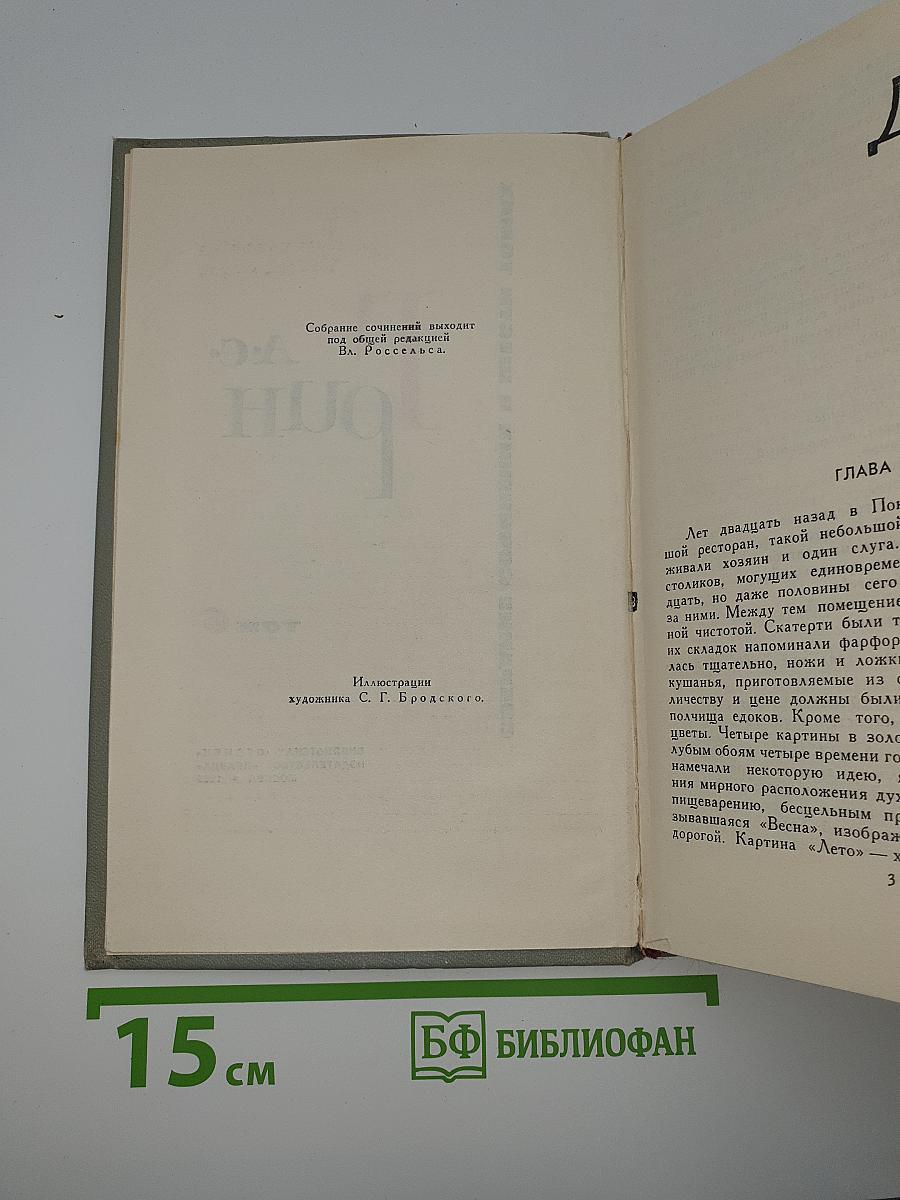 Собрание сочинений выходит
под общей редакцией
Вл. Россельса.
А·С·
Грин
Иллюстрации
художника С. Г. Бродского.
Д
ГЛАВА
Лет двадцать назад в Пок
шой ресторан, такой небольшой
живали хозяин и один слуга.
столиков, могущих единовреме
дцать, но даже половины сего
за ними. Между тем помещение
ной чистотой. Скатерти были т
их складок напоминали фарфор
лась тщательно, ножи и ложк
кушанья, приготовляемые из
личеству и цене должны были
полчища едоков. Кроме того,
цветы. Четыре картины в золо
лубым обоям четыре времени го
намечали некоторую идею,
ния мирного расположения дух
пищеварению, бесцельным пр
зывавшаяся «Весна», изображ
дорогой. Картина «Лето» — х
3
15 см
БФ БИБЛИОФАН